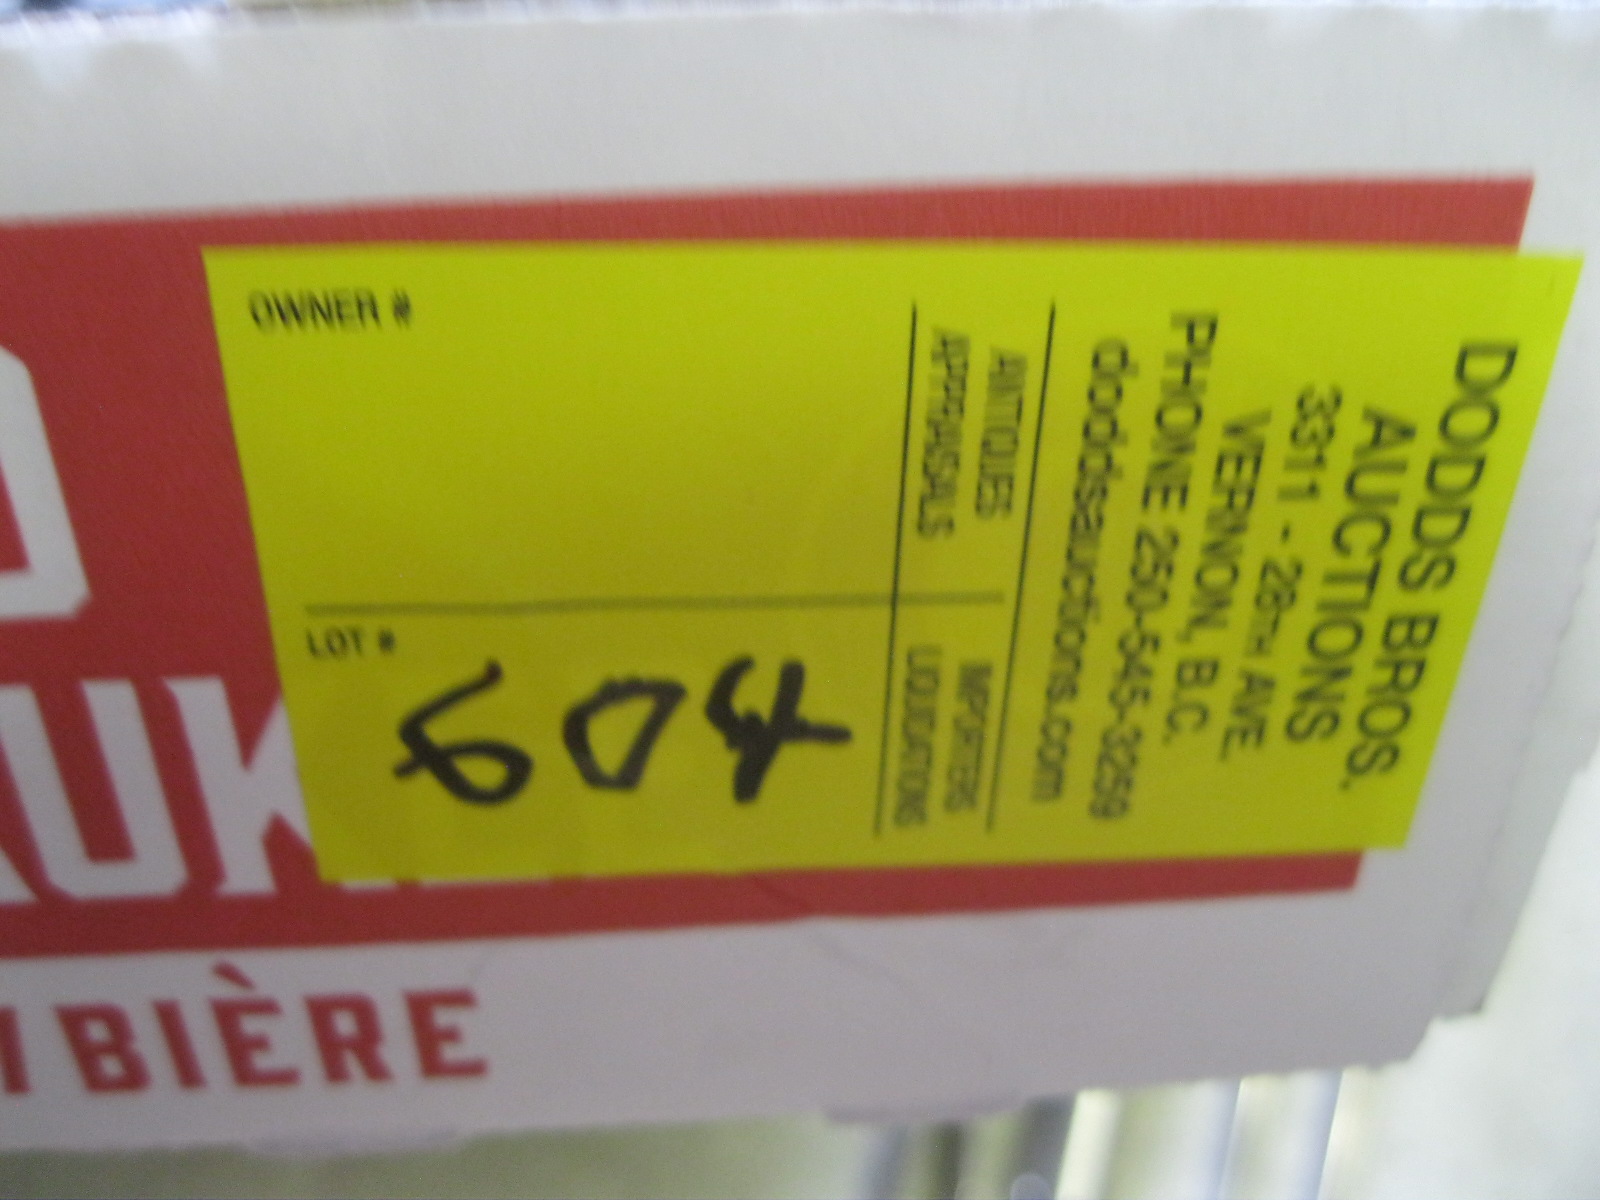 DODDS BROS.
AUCTIONS
3311 - 28TH AVE.
VERNON, B.C.
PHONE 250-545-3259
doddsauctions.com
ANTIQUES IMPORTERS
APPRAISALS LIQUIDATIONS
OWNER #
LOT #
604
BIÈRE